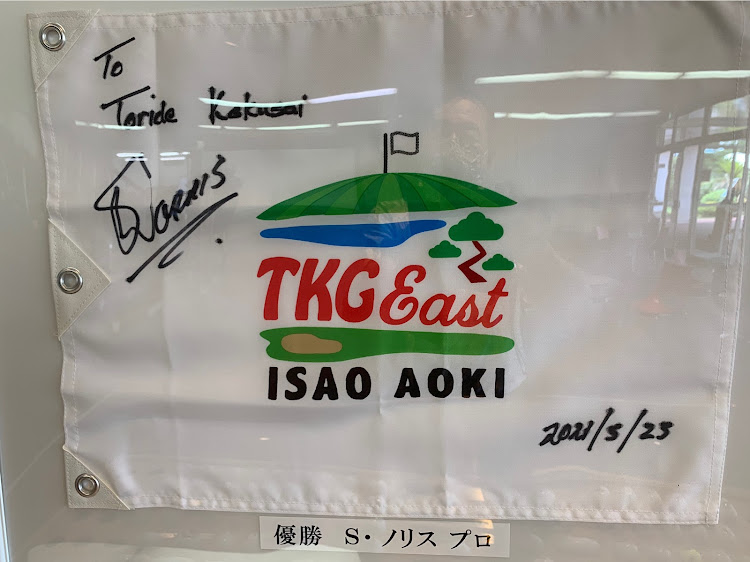 To
Toride Kokusai
S Norris
TKG East
ISAO AOKI
2021/5/23
優勝 S・ノリス プロ